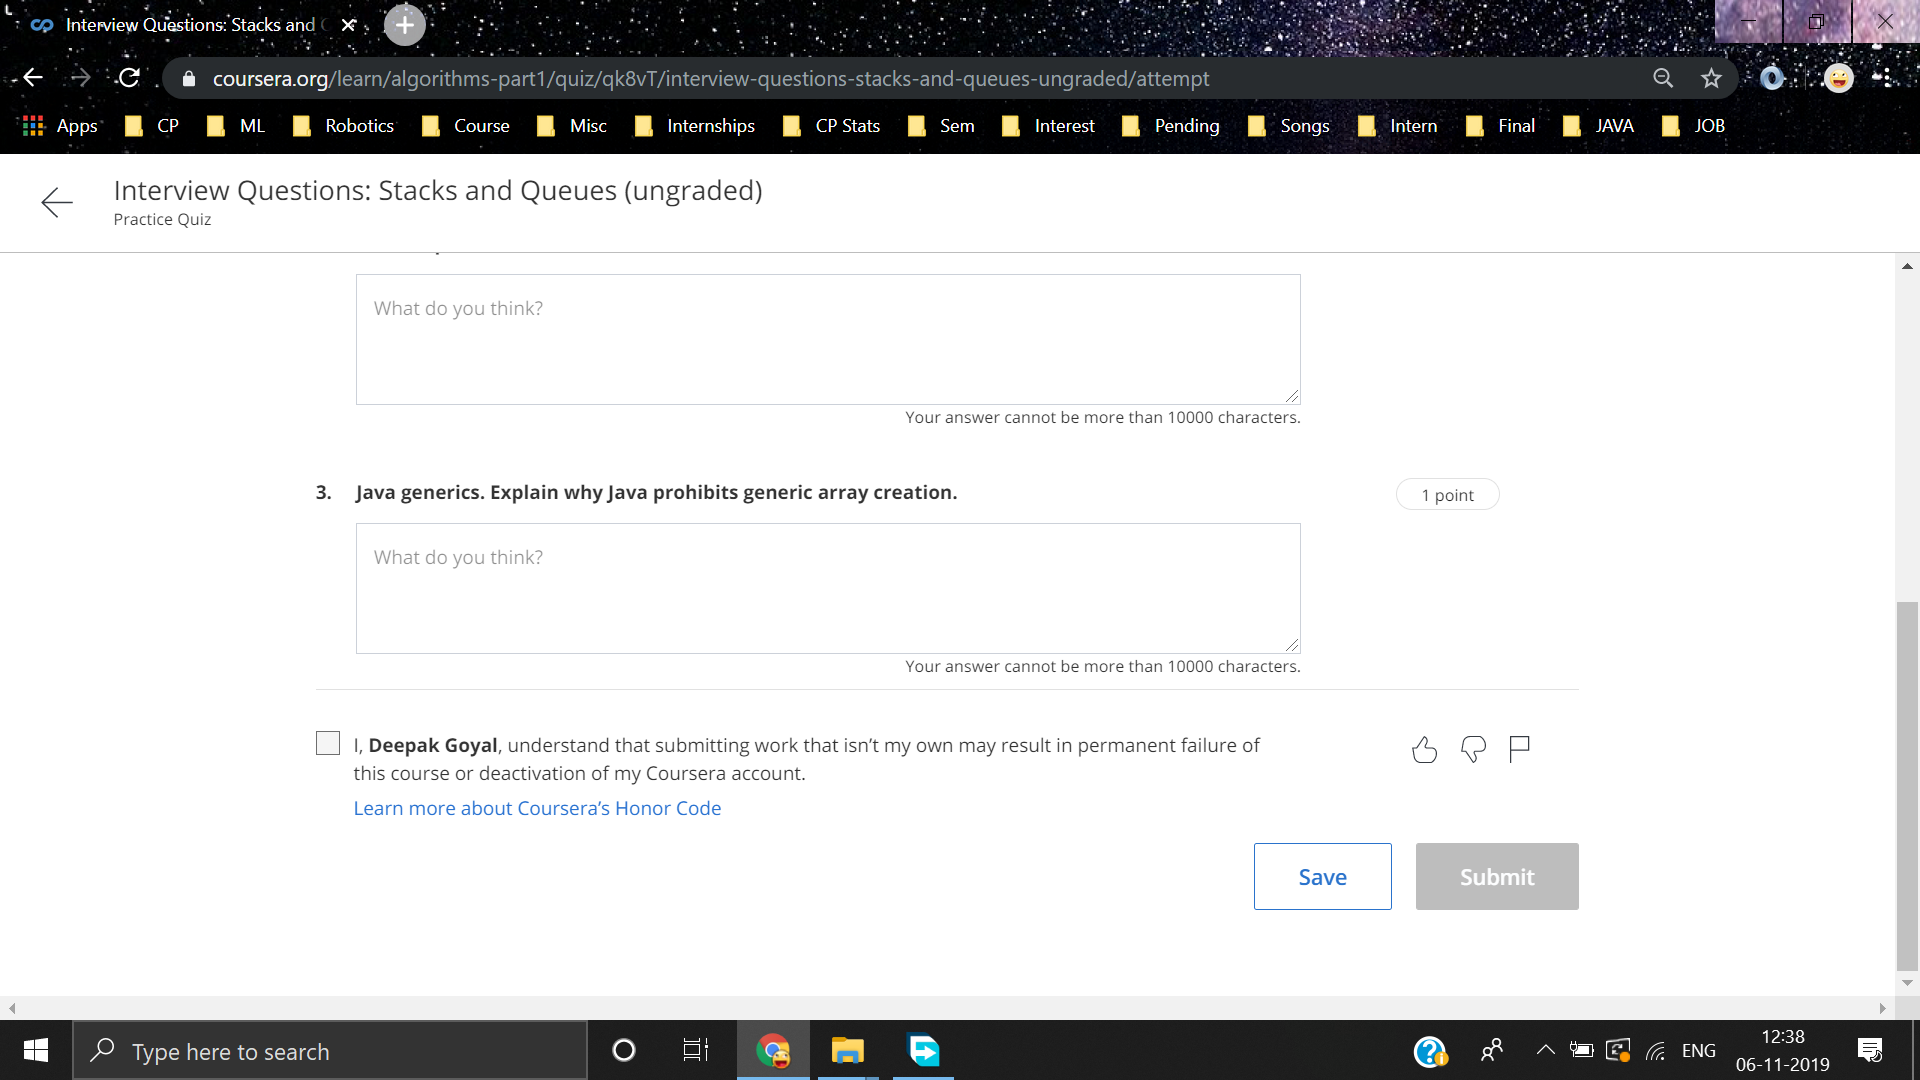 Interview Questions: Stacks and
coursera.org/learn/algorithms-part1/quiz/qk8vT/interview-questions-stacks-and-queues-ungraded/attempt
Apps CP ML Robotics Course Misc Internships CP Stats Sem Interest Pending Songs Intern Final JAVA JOB
Interview Questions: Stacks and Queues (ungraded)
Practice Quiz
What do you think?
Your answer cannot be more than 10000 characters.
3. Java generics. Explain why Java prohibits generic array creation.
1 point
What do you think?
Your answer cannot be more than 10000 characters.
I, Deepak Goyal, understand that submitting work that isn't my own may result in permanent failure of
this course or deactivation of my Coursera account.
Learn more about Coursera's Honor Code
Save
Submit
Type here to search
ENG
12:38
06-11-2019